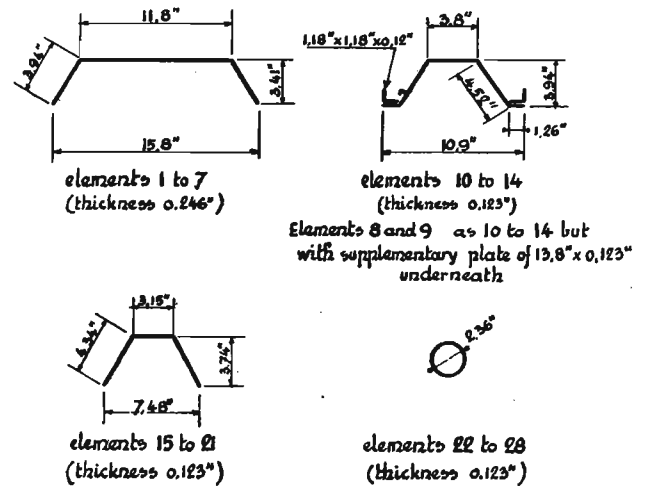 11,8"
3.94"
3.41"
15.8"
elements 1 to 7
(thickness 0.246")
1,18"x1,18"x0,12"
3.8"
4.52"
3.94"
1,26"
10.9"
elements 10 to 14
(thickness 0.123")
Elements 8 and 9 as 10 to 14 but
with supplementary plate of 13,8"x 0,123"
underneath
3,15"
4.34"
3.74"
7,48"
elements 15 to 21
(thickness 0.123")
2,36"
elements 22 to 28
(thickness 0.123")